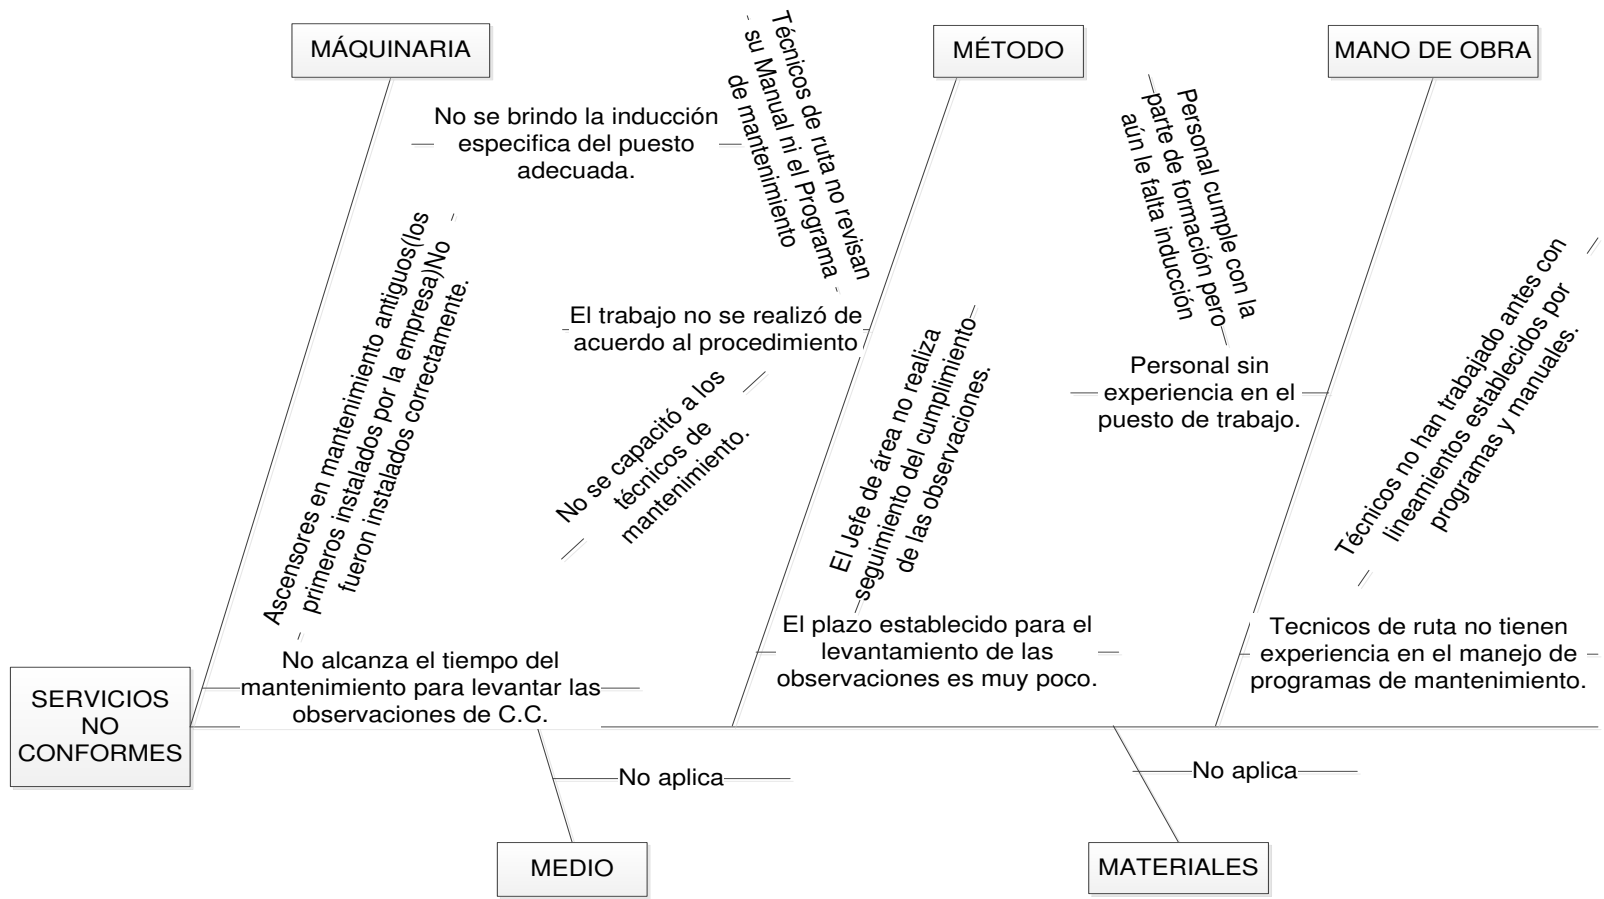 MÁQUINARIA
MÉTODO
MANO DE OBRA
No se brindo la inducción
especifica del puesto
adecuada.
Técnicos de ruta no revisan
su Manual ni el Programa
de mantenimiento
Personal cumple con la
parte de formación pero
aún le falta inducción
Ascensores en mantenimiento antiguos(los
primeros instalados por la empresa)No
fueron instalados correctamente.
El trabajo no se realizó de
acuerdo al procedimiento
No se capacitó a los
técnicos de
mantenimiento.
El Jefe de área no realiza
seguimiento del cumplimiento
de las observaciones.
Personal sin
experiencia en el
puesto de trabajo.
Técnicos no han trabajado antes con
lineamientos establecidos por
programas y manuales.
No alcanza el tiempo del
mantenimiento para levantar las
observaciones de C.C.
El plazo establecido para el
levantamiento de las
observaciones es muy poco.
Tecnicos de ruta no tienen
experiencia en el manejo de
programas de mantenimiento.
SERVICIOS
NO
CONFORMES
No aplica
No aplica
MEDIO
MATERIALES